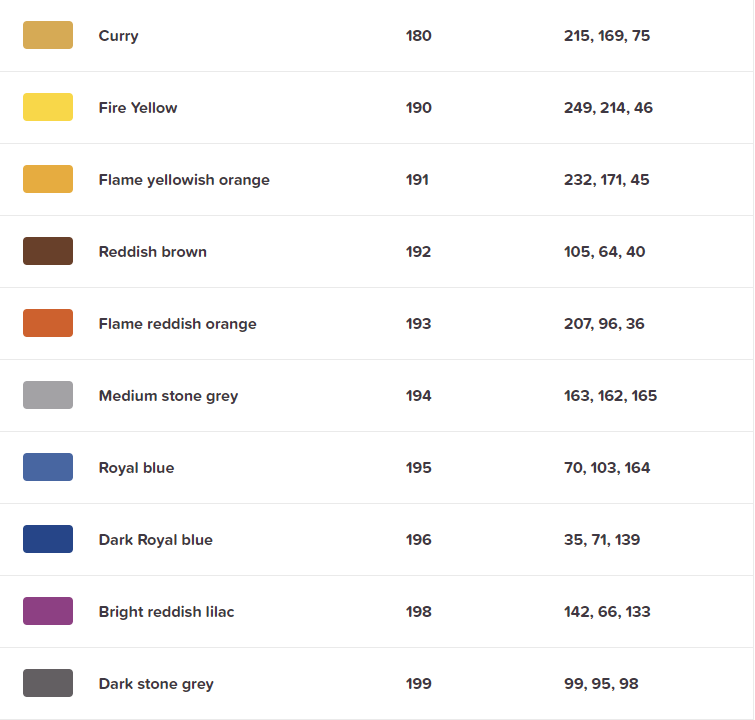 Curry 180 215, 169, 75
Fire Yellow 190 249, 214, 46
Flame yellowish orange 191 232, 171, 45
Reddish brown 192 105, 64, 40
Flame reddish orange 193 207, 96, 36
Medium stone grey 194 163, 162, 165
Royal blue 195 70, 103, 164
Dark Royal blue 196 35, 71, 139
Bright reddish lilac 198 142, 66, 133
Dark stone grey 199 99, 95, 98